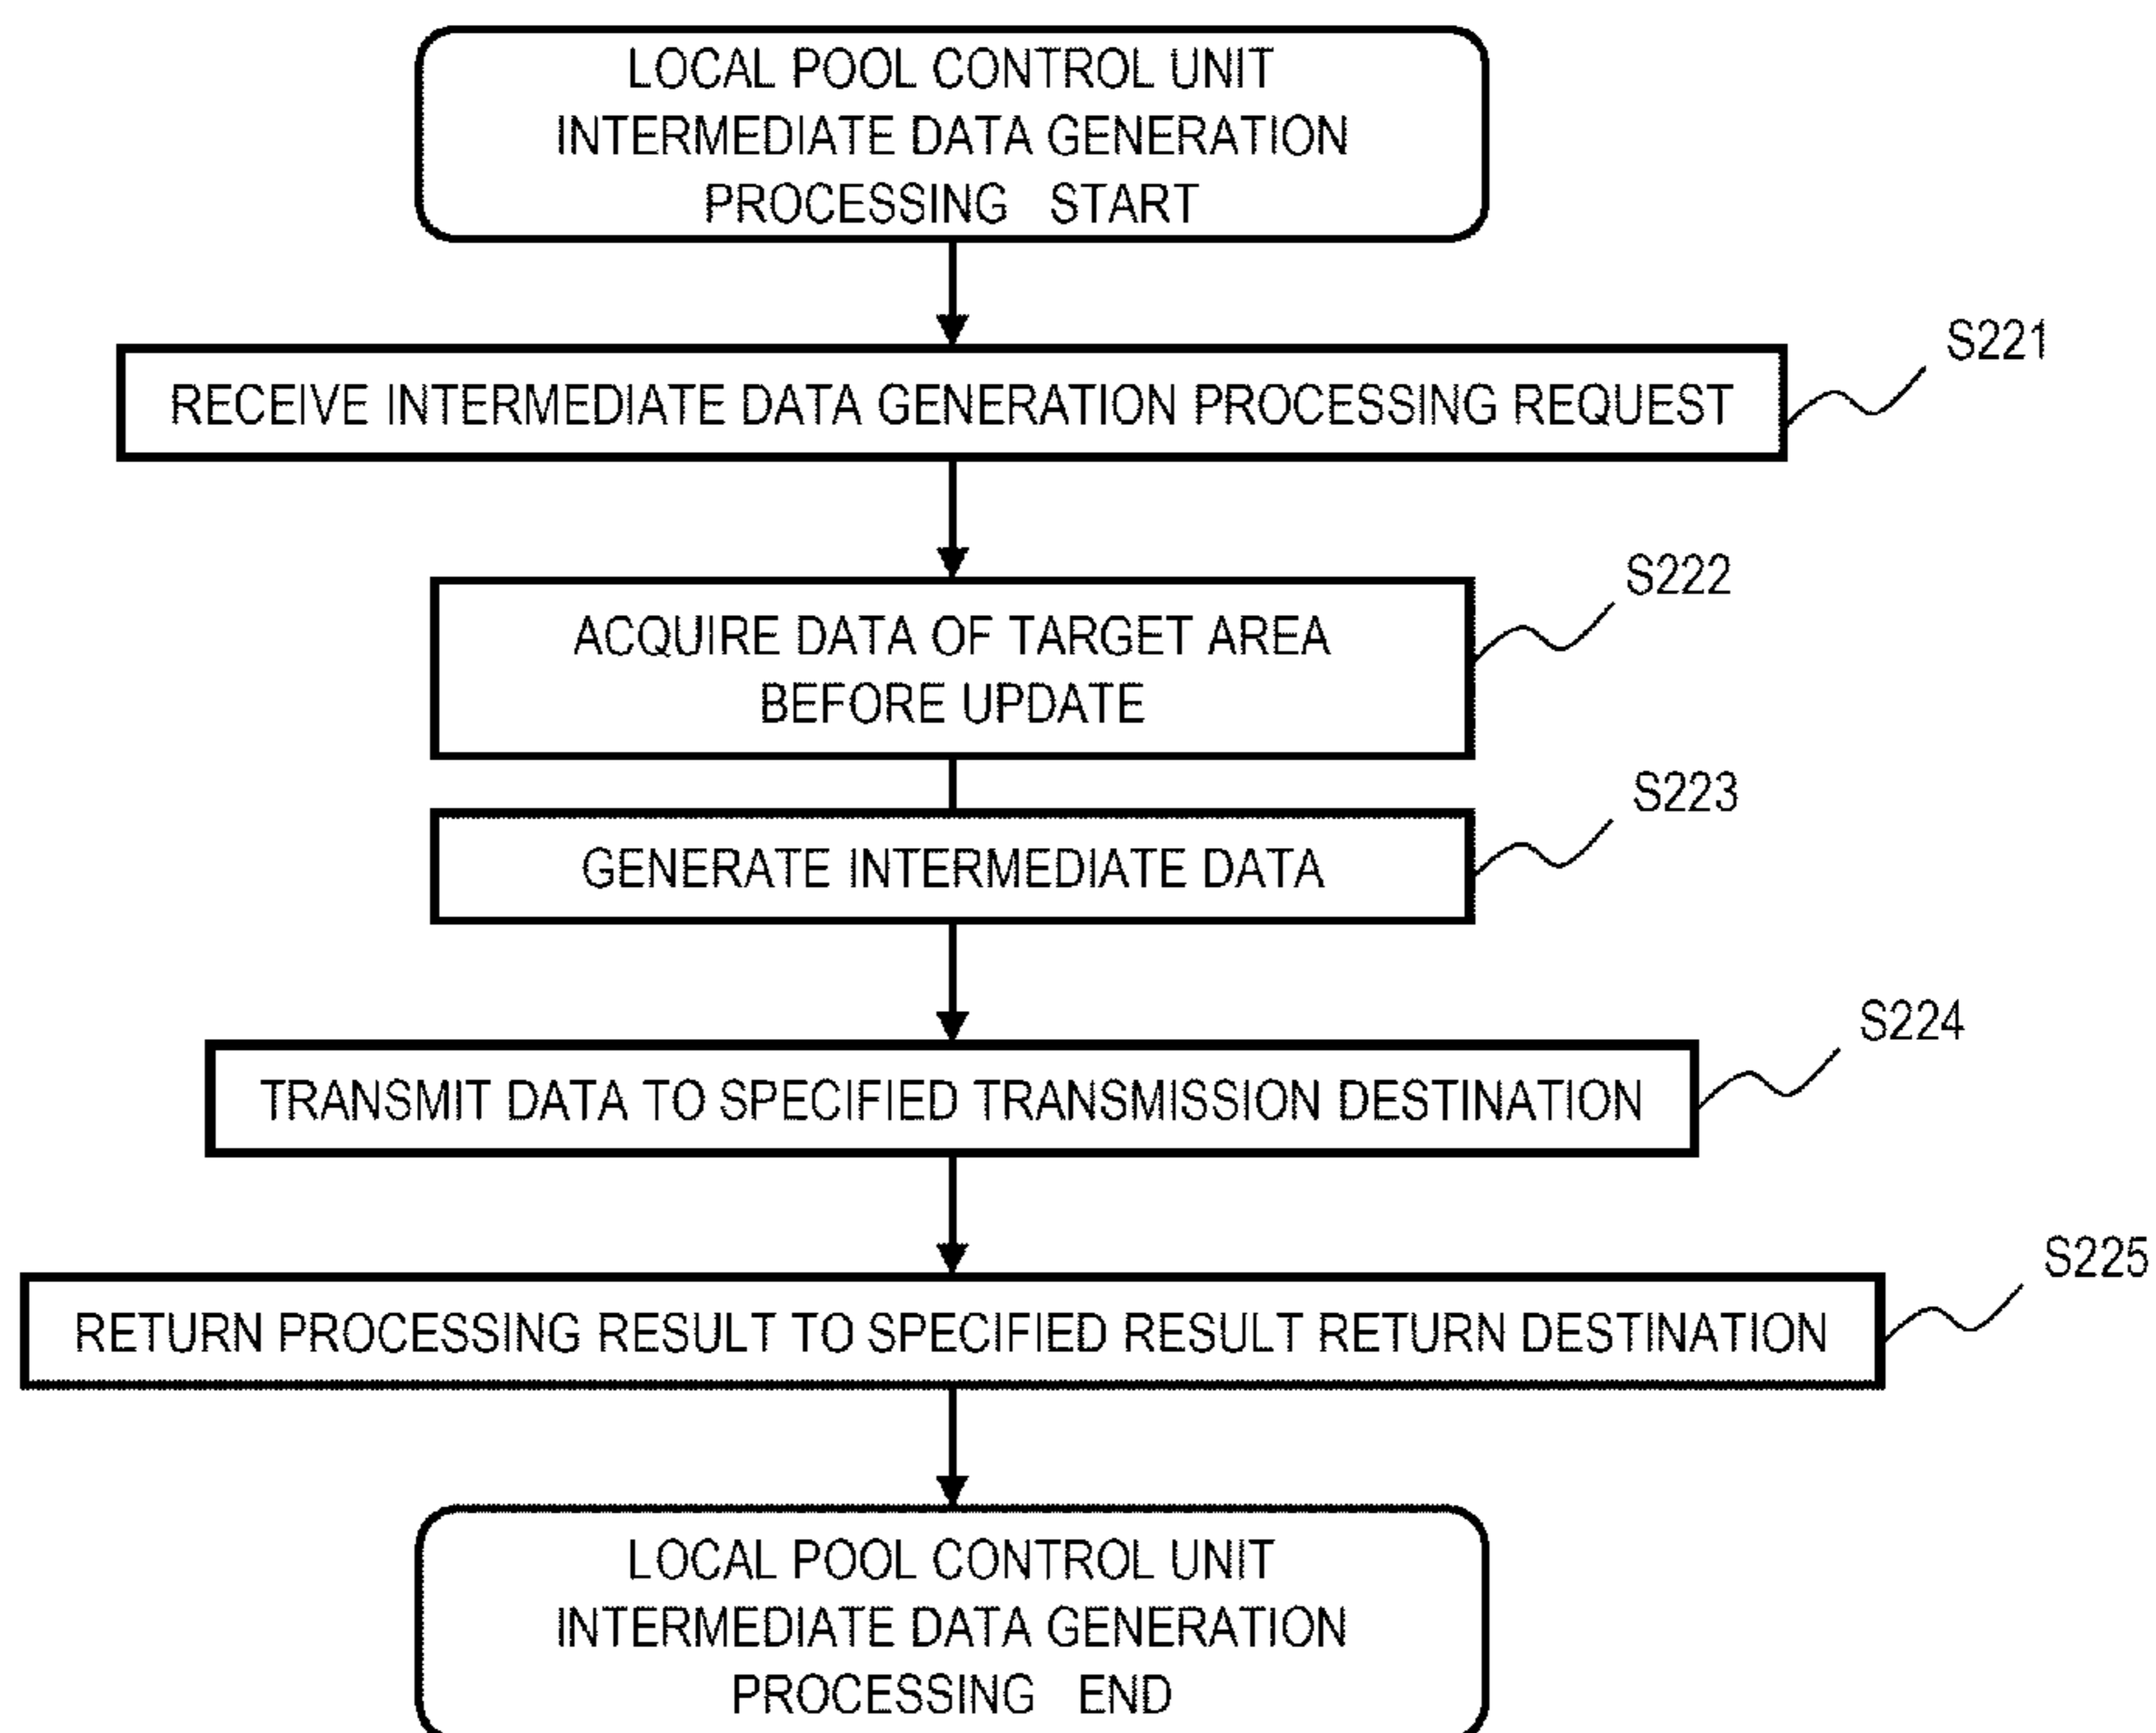 LOCAL POOL CONTROL UNIT
INTERMEDIATE DATA GENERATION
PROCESSING START
S221
RECEIVE INTERMEDIATE DATA GENERATION PROCESSING REQUEST
S222
ACQUIRE DATA OF TARGET AREA
BEFORE UPDATE
S223
GENERATE INTERMEDIATE DATA
S224
TRANSMIT DATA TO SPECIFIED TRANSMISSION DESTINATION
S225
RETURN PROCESSING RESULT TO SPECIFIED RESULT RETURN DESTINATION
LOCAL POOL CONTROL UNIT
INTERMEDIATE DATA GENERATION
PROCESSING END